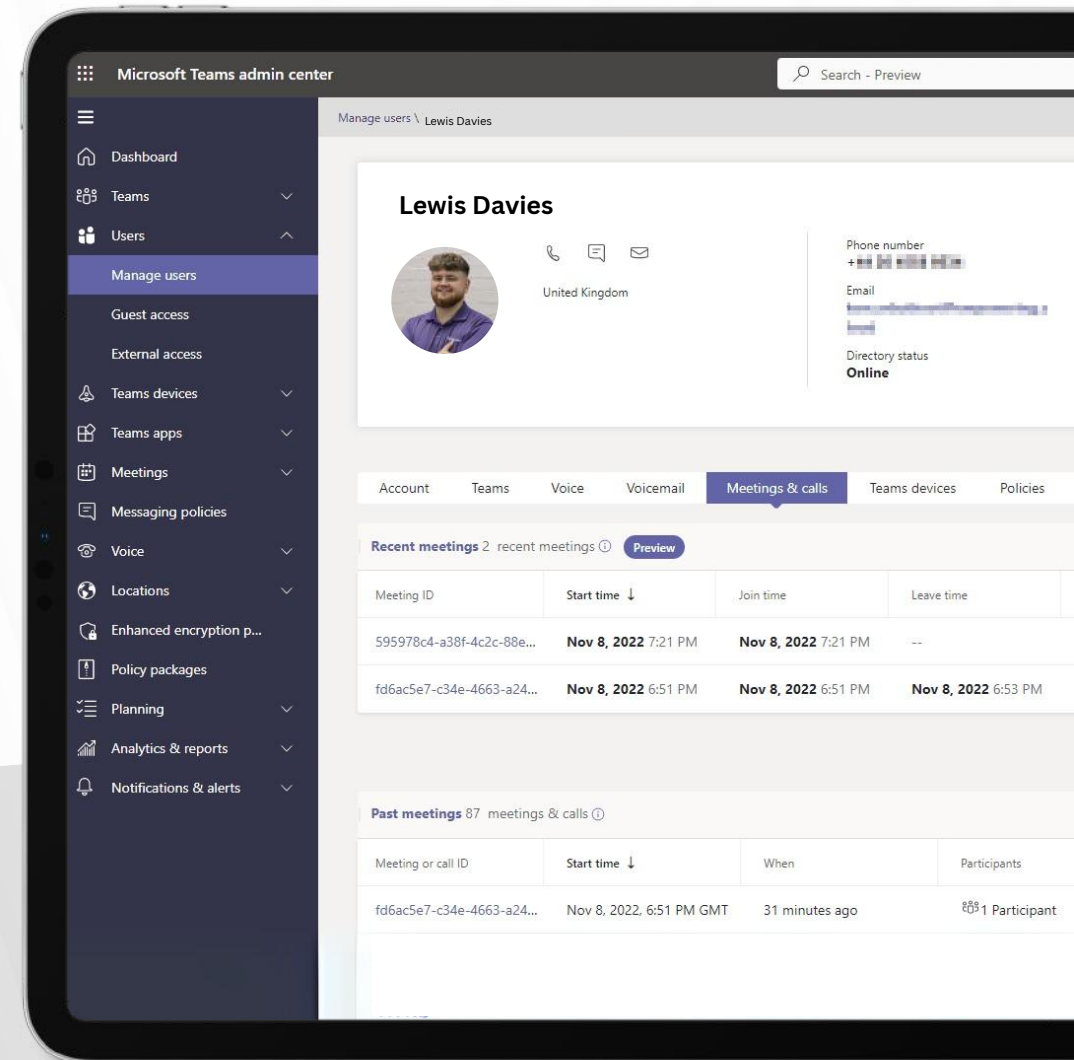 Microsoft Teams admin center
Search - Preview
Manage users \ Lewis Davies
Dashboard
Teams
Users
Manage users
Guest access
External access
Teams devices
Teams apps
Meetings
Messaging policies
Voice
Locations
Enhanced encryption p...
Policy packages
Planning
Analytics & reports
Notifications & alerts
Lewis Davies
United Kingdom
Phone number
+
Email
Directory status
Online
Account Teams Voice Voicemail Meetings & calls Teams devices Policies
Recent meetings 2 recent meetings Preview
Meeting ID Start time ↓ Join time Leave time
595978c4-a38f-4c2c-88e... Nov 8, 2022 7:21 PM Nov 8, 2022 7:21 PM --
fd6ac5e7-c34e-4663-a24... Nov 8, 2022 6:51 PM Nov 8, 2022 6:51 PM Nov 8, 2022 6:53 PM
Past meetings 87 meetings & calls
Meeting or call ID Start time ↓ When Participants
fd6ac5e7-c34e-4663-a24... Nov 8, 2022, 6:51 PM GMT 31 minutes ago 1 Participant